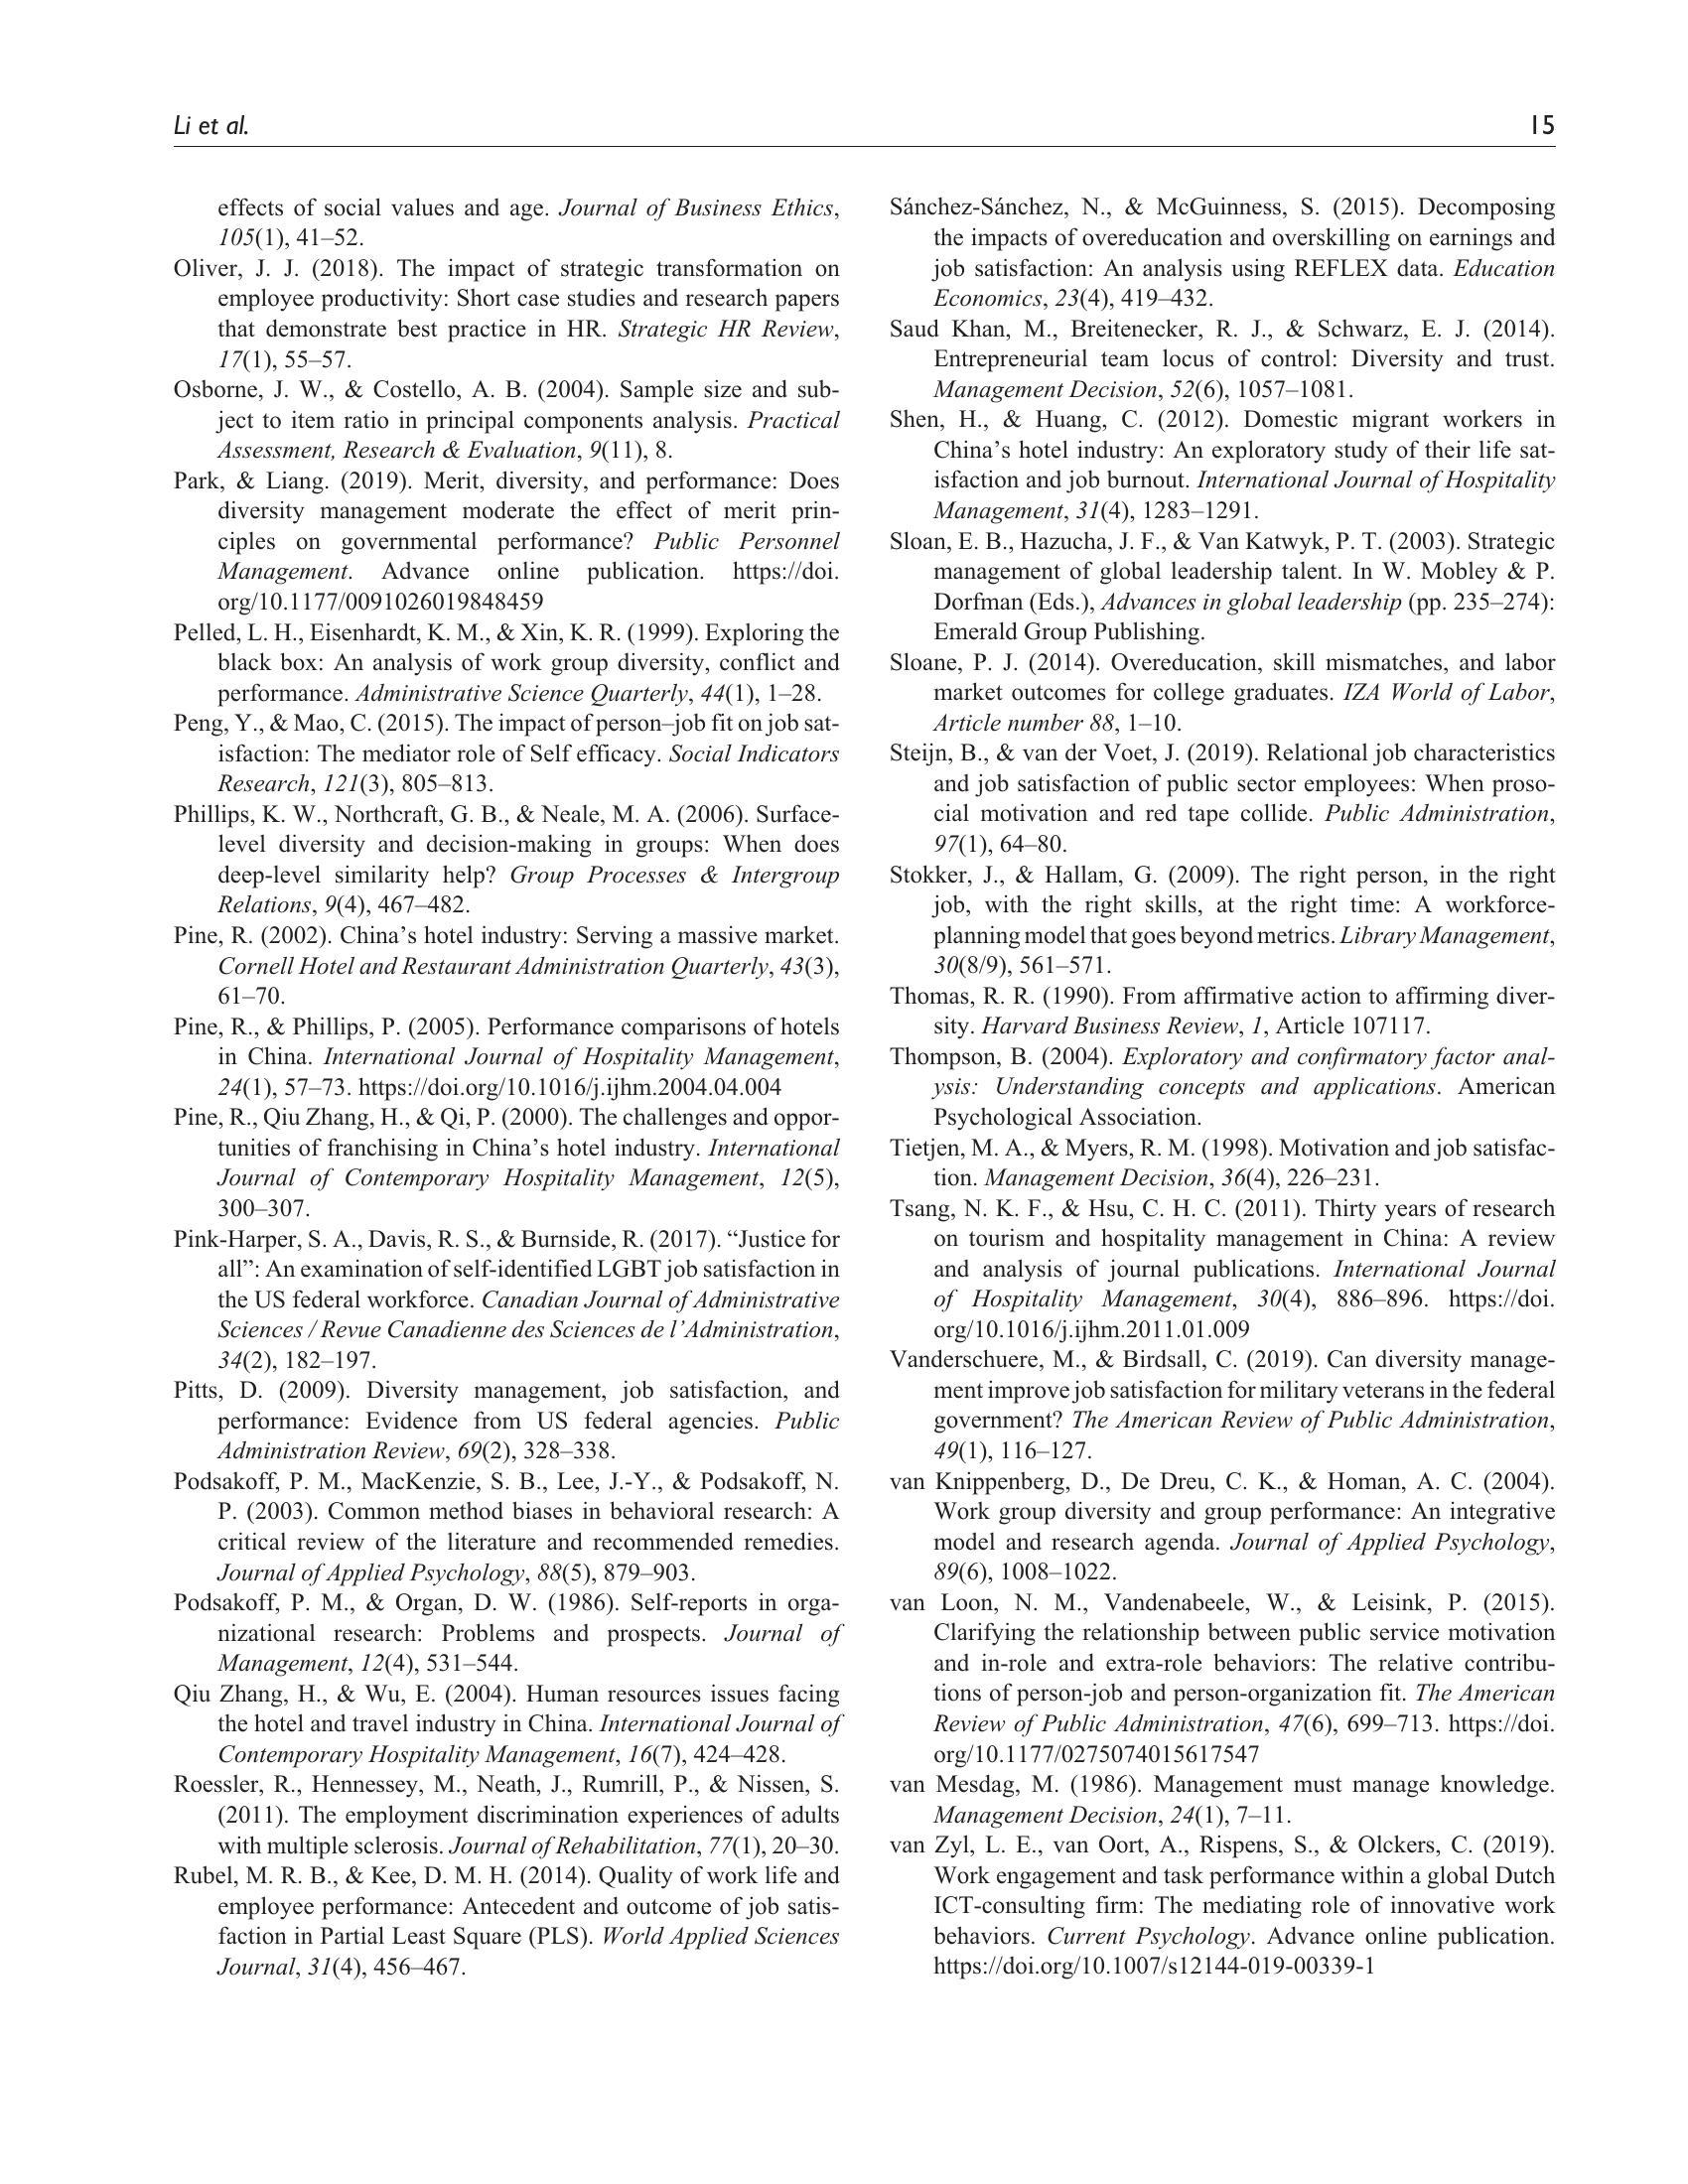 Li et al.
15
effects of social values and age. Journal of Business Ethics,
105(1), 41–52.
Oliver, J. J. (2018). The impact of strategic transformation on
employee productivity: Short case studies and research papers
that demonstrate best practice in HR. Strategic HR Review,
17(1), 55–57.
Osborne, J. W., & Costello, A. B. (2004). Sample size and sub-
ject to item ratio in principal components analysis. Practical
Assessment, Research & Evaluation, 9(11), 8.
Park, & Liang. (2019). Merit, diversity, and performance: Does
diversity management moderate the effect of merit prin-
ciples on governmental performance? Public Personnel
Management. Advance online publication. https://doi.
org/10.1177/0091026019848459
Pelled, L. H., Eisenhardt, K. M., & Xin, K. R. (1999). Exploring the
black box: An analysis of work group diversity, conflict and
performance. Administrative Science Quarterly, 44(1), 1–28.
Peng, Y., & Mao, C. (2015). The impact of person–job fit on job sat-
isfaction: The mediator role of Self efficacy. Social Indicators
Research, 121(3), 805–813.
Phillips, K. W., Northcraft, G. B., & Neale, M. A. (2006). Surface-
level diversity and decision-making in groups: When does
deep-level similarity help? Group Processes & Intergroup
Relations, 9(4), 467–482.
Pine, R. (2002). China’s hotel industry: Serving a massive market.
Cornell Hotel and Restaurant Administration Quarterly, 43(3),
61–70.
Pine, R., & Phillips, P. (2005). Performance comparisons of hotels
in China. International Journal of Hospitality Management,
24(1), 57–73. https://doi.org/10.1016/j.ijhm.2004.04.004
Pine, R., Qiu Zhang, H., & Qi, P. (2000). The challenges and oppor-
tunities of franchising in China’s hotel industry. International
Journal of Contemporary Hospitality Management, 12(5),
300–307.
Pink-Harper, S. A., Davis, R. S., & Burnside, R. (2017). “Justice for
all”: An examination of self-identified LGBT job satisfaction in
the US federal workforce. Canadian Journal of Administrative
Sciences / Revue Canadienne des Sciences de l’Administration,
34(2), 182–197.
Pitts, D. (2009). Diversity management, job satisfaction, and
performance: Evidence from US federal agencies. Public
Administration Review, 69(2), 328–338.
Podsakoff, P. M., MacKenzie, S. B., Lee, J.-Y., & Podsakoff, N.
P. (2003). Common method biases in behavioral research: A
critical review of the literature and recommended remedies.
Journal of Applied Psychology, 88(5), 879–903.
Podsakoff, P. M., & Organ, D. W. (1986). Self-reports in orga-
nizational research: Problems and prospects. Journal of
Management, 12(4), 531–544.
Qiu Zhang, H., & Wu, E. (2004). Human resources issues facing
the hotel and travel industry in China. International Journal of
Contemporary Hospitality Management, 16(7), 424–428.
Roessler, R., Hennessey, M., Neath, J., Rumrill, P., & Nissen, S.
(2011). The employment discrimination experiences of adults
with multiple sclerosis. Journal of Rehabilitation, 77(1), 20–30.
Rubel, M. R. B., & Kee, D. M. H. (2014). Quality of work life and
employee performance: Antecedent and outcome of job satis-
faction in Partial Least Square (PLS). World Applied Sciences
Journal, 31(4), 456–467.
Sánchez-Sánchez, N., & McGuinness, S. (2015). Decomposing
the impacts of overeducation and overskilling on earnings and
job satisfaction: An analysis using REFLEX data. Education
Economics, 23(4), 419–432.
Saud Khan, M., Breitenecker, R. J., & Schwarz, E. J. (2014).
Entrepreneurial team locus of control: Diversity and trust.
Management Decision, 52(6), 1057–1081.
Shen, H., & Huang, C. (2012). Domestic migrant workers in
China’s hotel industry: An exploratory study of their life sat-
isfaction and job burnout. International Journal of Hospitality
Management, 31(4), 1283–1291.
Sloan, E. B., Hazucha, J. F., & Van Katwyk, P. T. (2003). Strategic
management of global leadership talent. In W. Mobley & P.
Dorfman (Eds.), Advances in global leadership (pp. 235–274):
Emerald Group Publishing.
Sloane, P. J. (2014). Overeducation, skill mismatches, and labor
market outcomes for college graduates. IZA World of Labor,
Article number 88, 1–10.
Steijn, B., & van der Voet, J. (2019). Relational job characteristics
and job satisfaction of public sector employees: When proso-
cial motivation and red tape collide. Public Administration,
97(1), 64–80.
Stokker, J., & Hallam, G. (2009). The right person, in the right
job, with the right skills, at the right time: A workforce-
planning model that goes beyond metrics. Library Management,
30(8/9), 561–571.
Thomas, R. R. (1990). From affirmative action to affirming diver-
sity. Harvard Business Review, 1, Article 107117.
Thompson, B. (2004). Exploratory and confirmatory factor anal-
ysis: Understanding concepts and applications. American
Psychological Association.
Tietjen, M. A., & Myers, R. M. (1998). Motivation and job satisfac-
tion. Management Decision, 36(4), 226–231.
Tsang, N. K. F., & Hsu, C. H. C. (2011). Thirty years of research
on tourism and hospitality management in China: A review
and analysis of journal publications. International Journal
of Hospitality Management, 30(4), 886–896. https://doi.
org/10.1016/j.ijhm.2011.01.009
Vanderschuere, M., & Birdsall, C. (2019). Can diversity manage-
ment improve job satisfaction for military veterans in the federal
government? The American Review of Public Administration,
49(1), 116–127.
van Knippenberg, D., De Dreu, C. K., & Homan, A. C. (2004).
Work group diversity and group performance: An integrative
model and research agenda. Journal of Applied Psychology,
89(6), 1008–1022.
van Loon, N. M., Vandenabeele, W., & Leisink, P. (2015).
Clarifying the relationship between public service motivation
and in-role and extra-role behaviors: The relative contribu-
tions of person-job and person-organization fit. The American
Review of Public Administration, 47(6), 699–713. https://doi.
org/10.1177/0275074015617547
van Mesdag, M. (1986). Management must manage knowledge.
Management Decision, 24(1), 7–11.
van Zyl, L. E., van Oort, A., Rispens, S., & Olckers, C. (2019).
Work engagement and task performance within a global Dutch
ICT-consulting firm: The mediating role of innovative work
behaviors. Current Psychology. Advance online publication.
https://doi.org/10.1007/s12144-019-00339-1